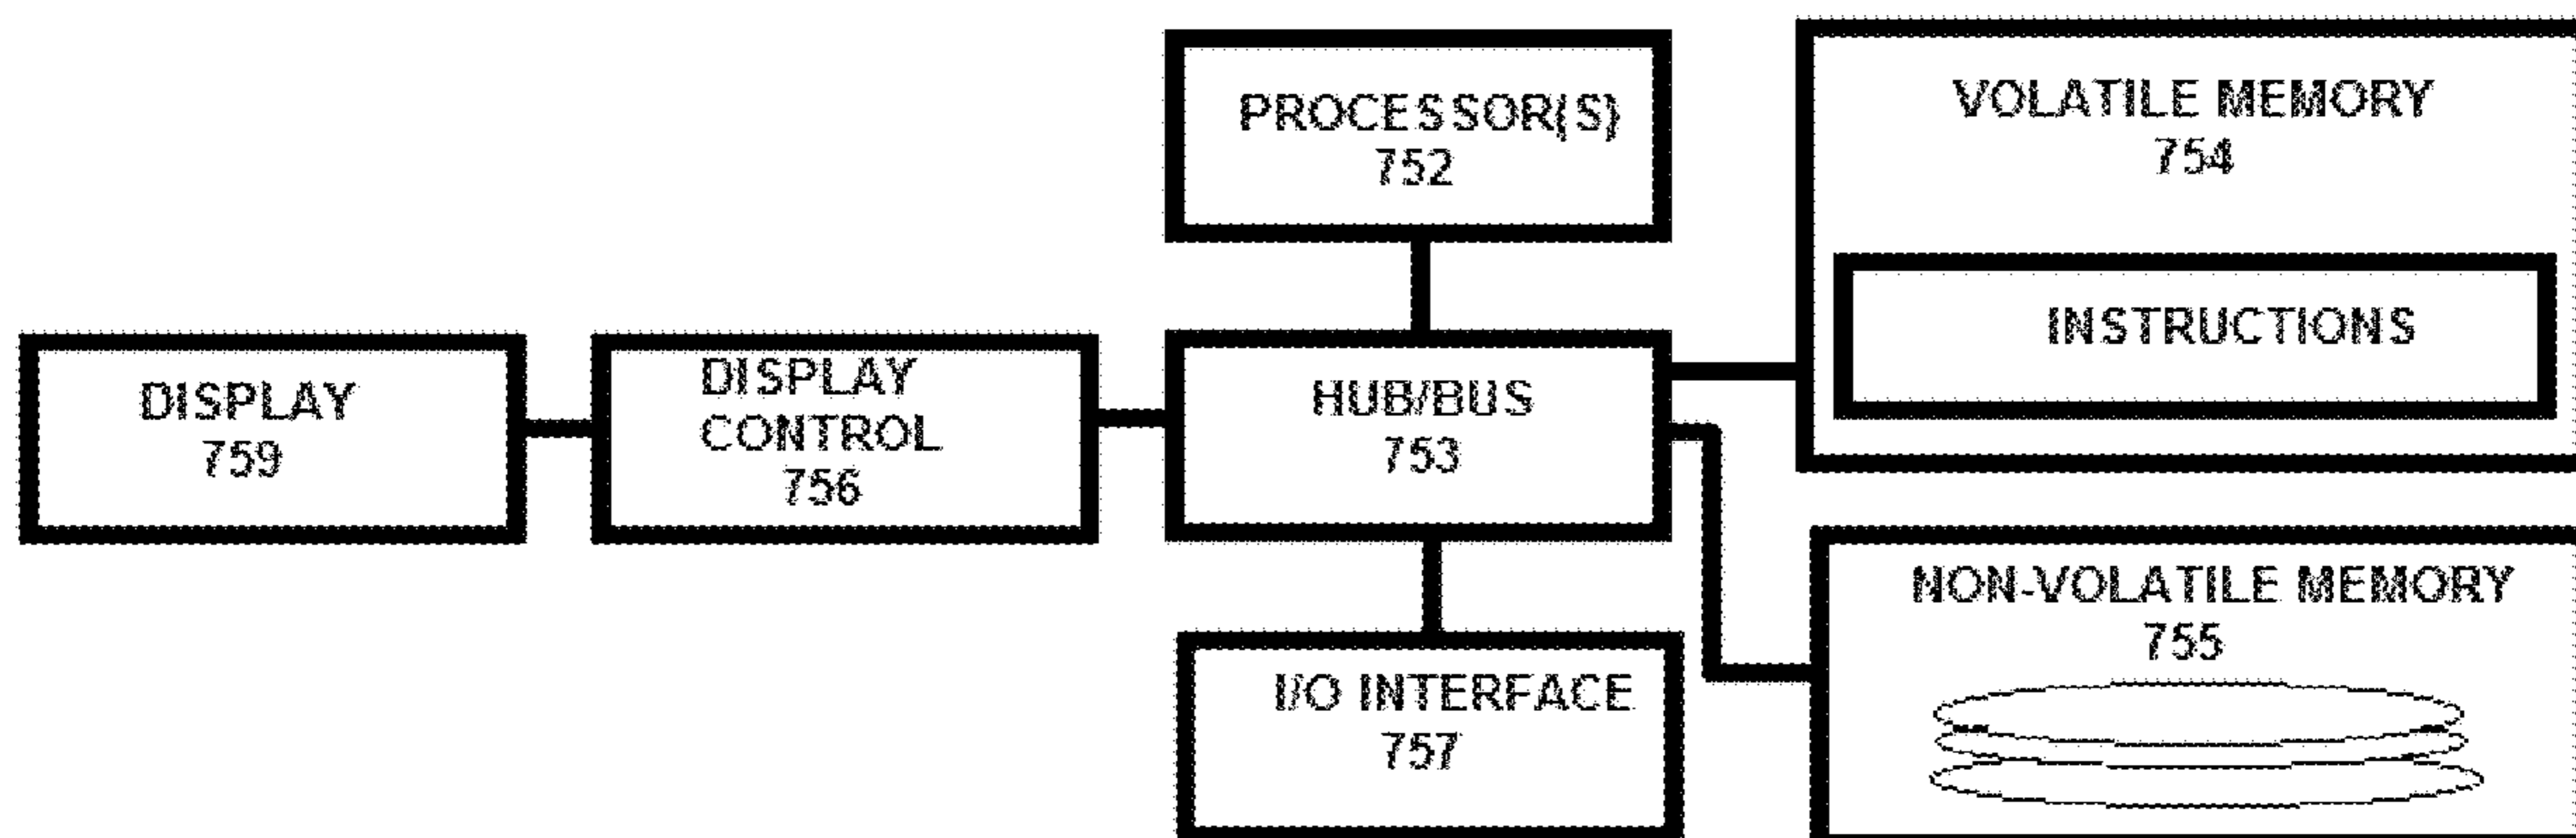 PROCESSOR(S)
752
VOLATILE MEMORY
754
INSTRUCTIONS
DISPLAY
759
DISPLAY
CONTROL
756
HUB/BUS
753
NON-VOLATILE MEMORY
755
I/O INTERFACE
757